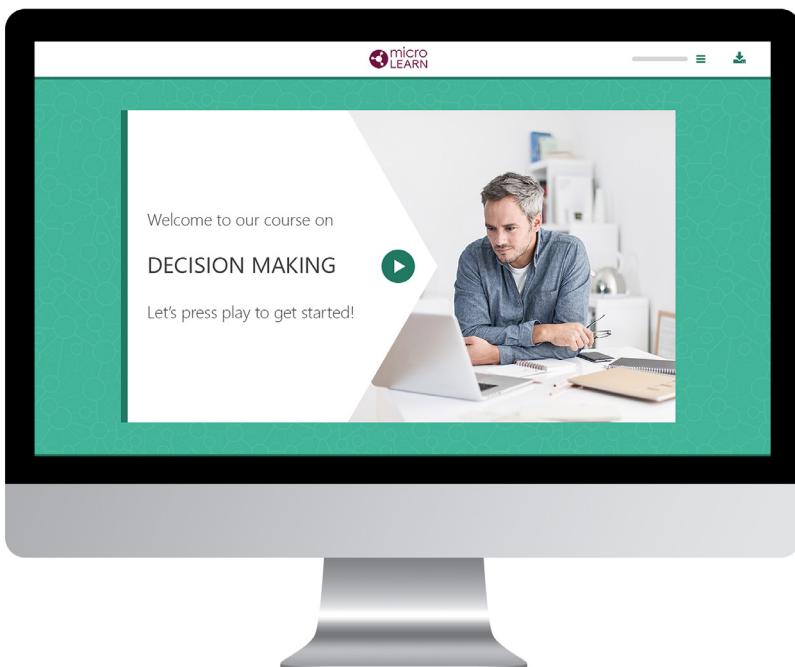 micro
LEARN
Welcome to our course on
DECISION MAKING
Let's press play to get started!